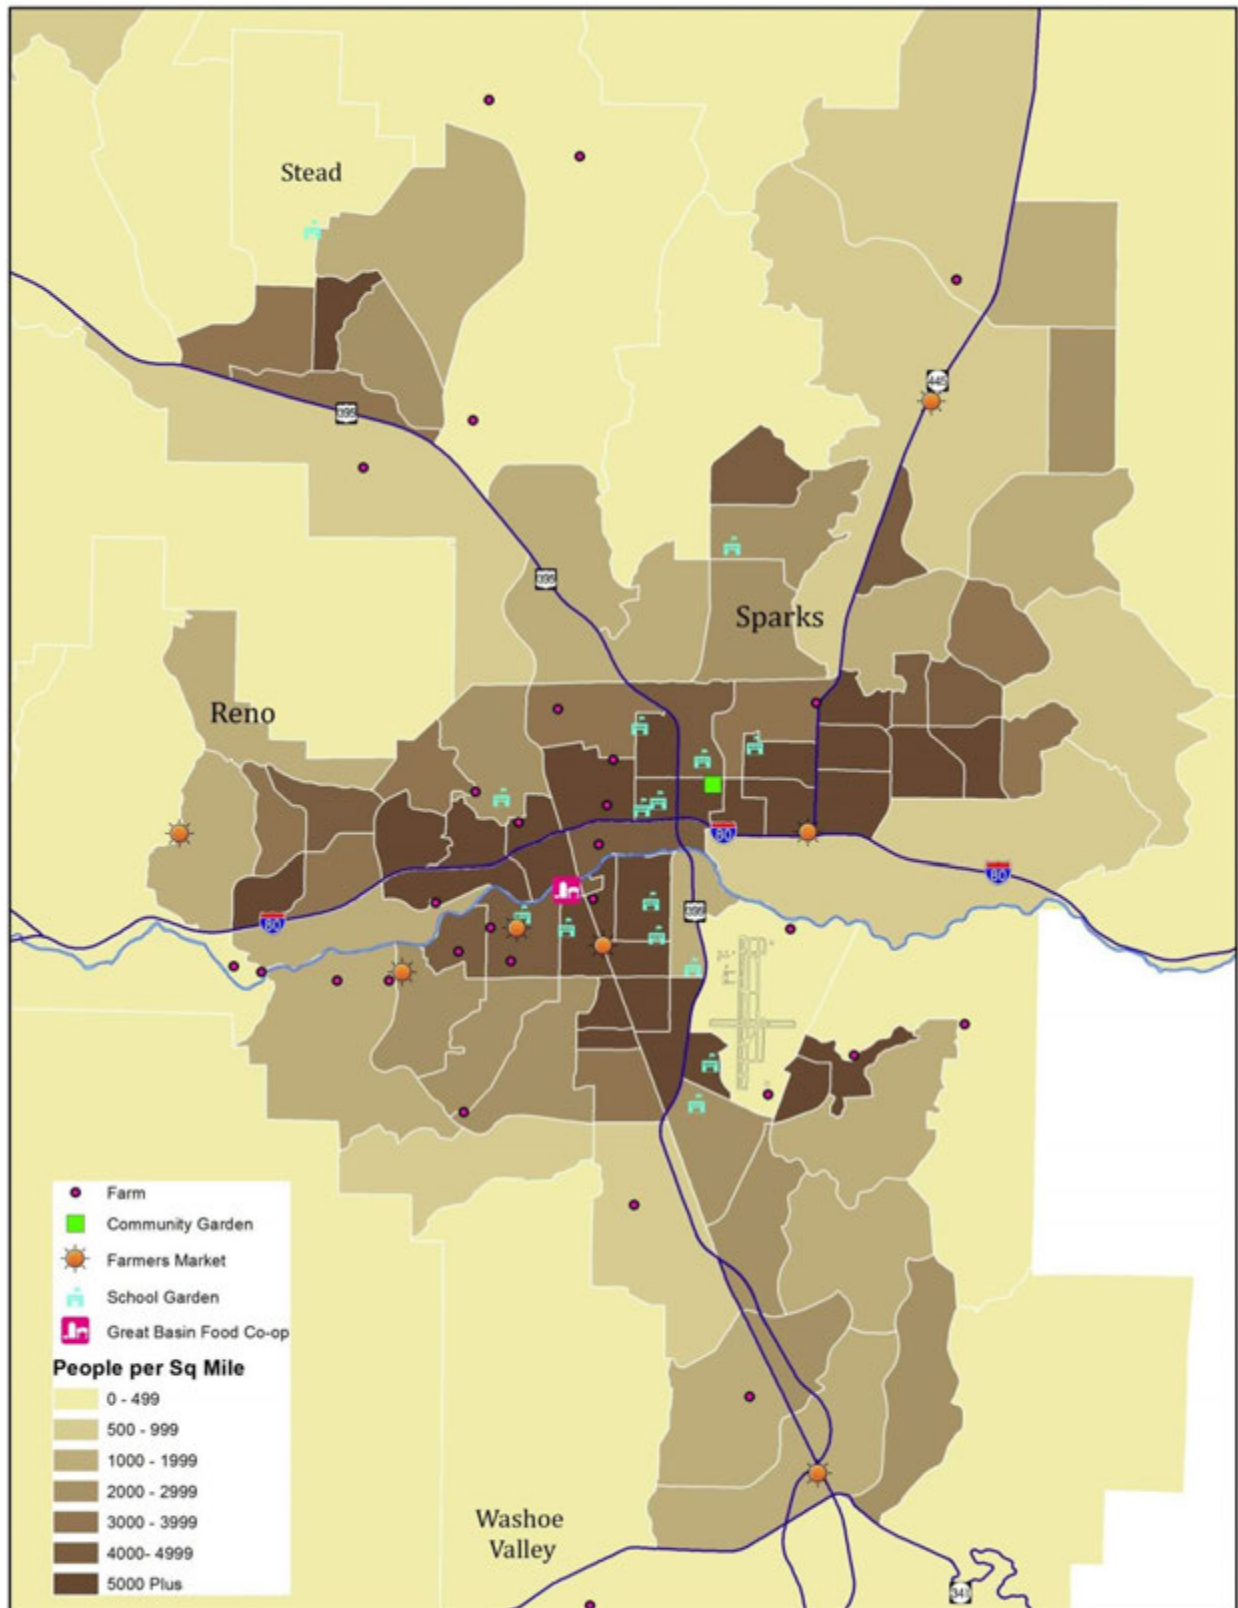 Stead
395
445
395
Sparks
Reno
80
80
80
395
Farm
Community Garden
Farmers Market
School Garden
Great Basin Food Co-op
People per Sq Mile
0 - 499
500 - 999
1000 - 1999
2000 - 2999
3000 - 3999
4000- 4999
5000 Plus
Washoe
Valley
341